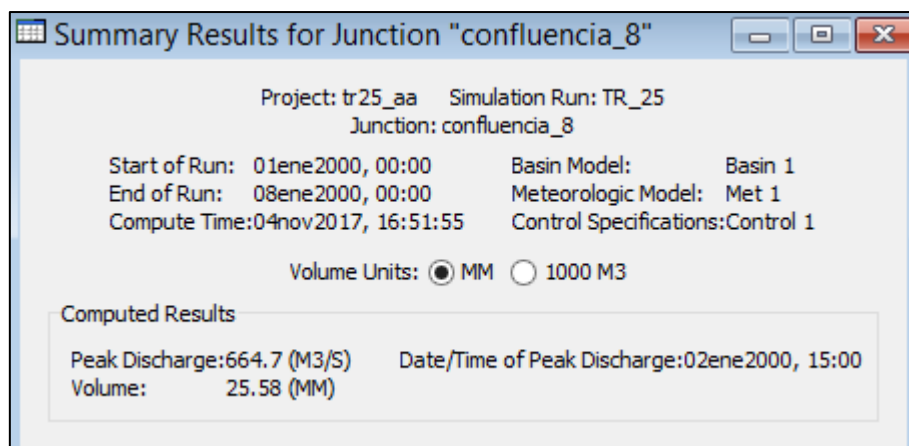 Summary Results for Junction "confluencia_8"
Project: tr25_aa Simulation Run: TR_25
Junction: confluencia_8
Start of Run: 01ene2000, 00:00 Basin Model: Basin 1
End of Run: 08ene2000, 00:00 Meteorologic Model: Met 1
Compute Time:04nov2017, 16:51:55 Control Specifications:Control 1
Volume Units: MM 1000 M3
Computed Results
Peak Discharge:664.7 (M3/S) Date/Time of Peak Discharge:02ene2000, 15:00
Volume: 25.58 (MM)